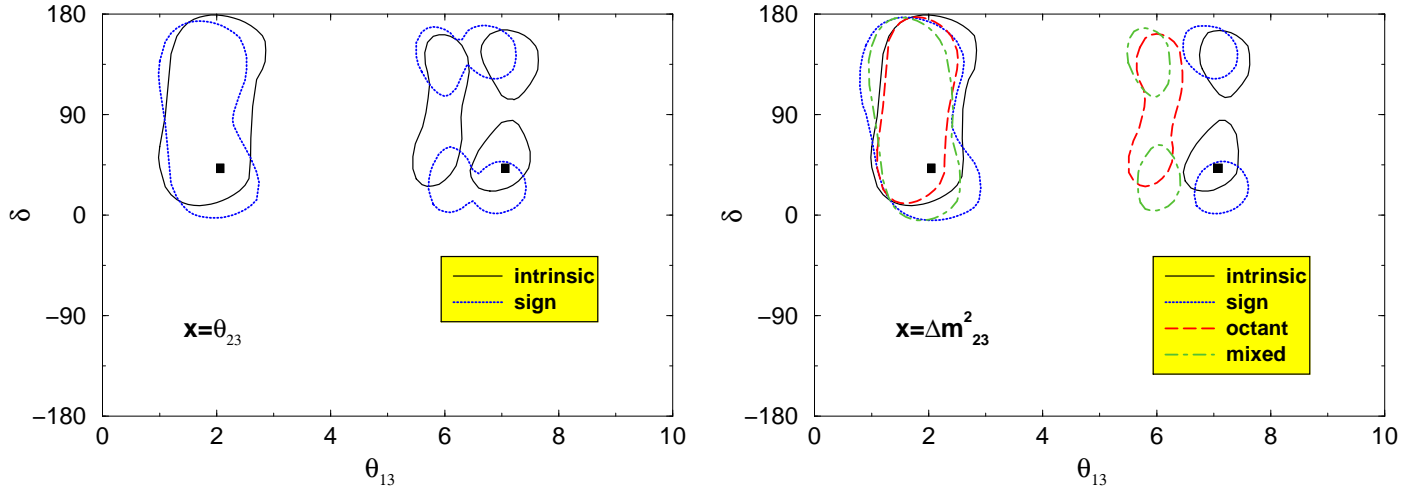 180
90
0
−90
−180
δ
0 2 4 6 8 10
θ13
x=θ23
intrinsic
sign
180
90
0
−90
−180
δ
0 2 4 6 8 10
θ13
x=Δm²23
intrinsic
sign
octant
mixed